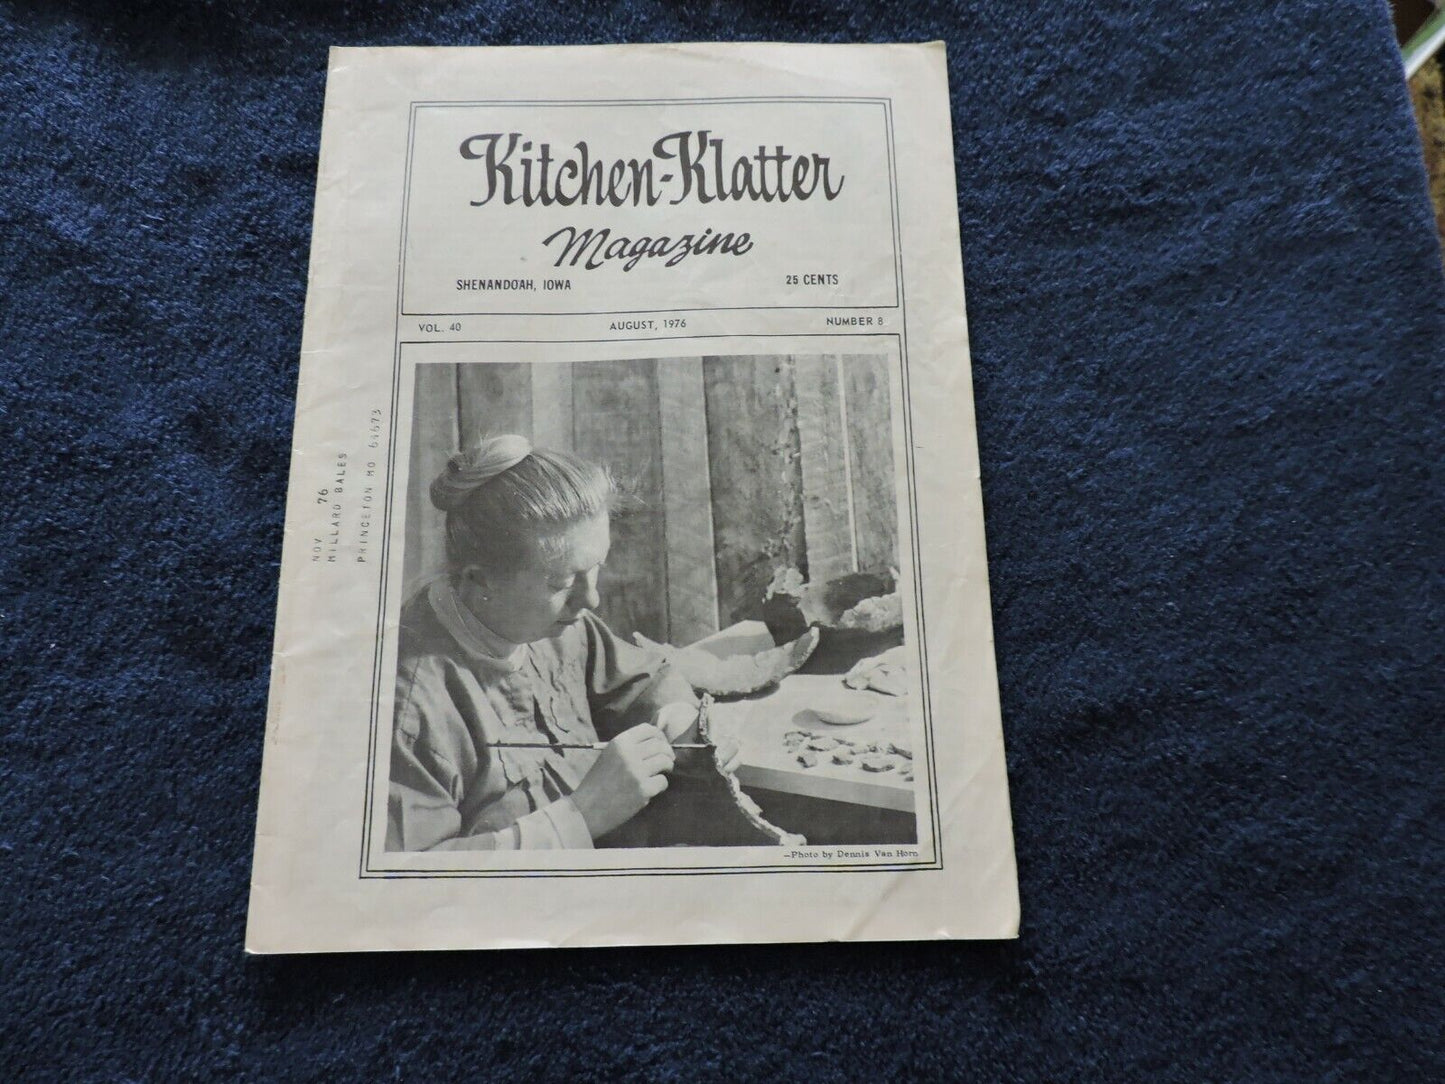 Kitchen-Klatter
Magazine
SHENANDOAH, IOWA
25 CENTS
VOL. 40
AUGUST, 1976
NUMBER 8
NOV 76
MILLARD BALES
PRINCETON MO 64673
—Photo by Dennis Van Horn